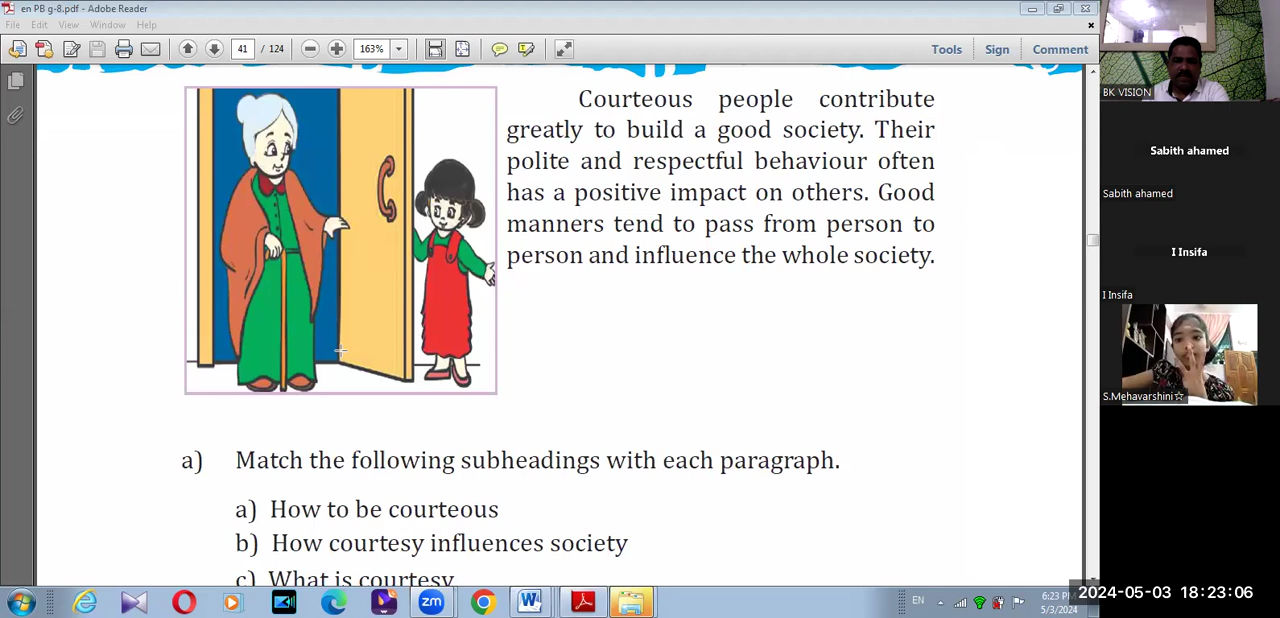 en PB g-8.pdf - Adobe Reader
File Edit View Window Help
41 / 124 163% Tools Sign Comment
Courteous people contribute
greatly to build a good society. Their
polite and respectful behaviour often
has a positive impact on others. Good
manners tend to pass from person to
person and influence the whole society.
a) Match the following subheadings with each paragraph.
a) How to be courteous
b) How courtesy influences society
c) What is courtesy
BK VISION
Sabith ahamed
Sabith ahamed
I Insifa
I Insifa
S.Mehavarshini☆
zm
EN
6:23 PM
5/3/2024
2024-05-03 18:23:06